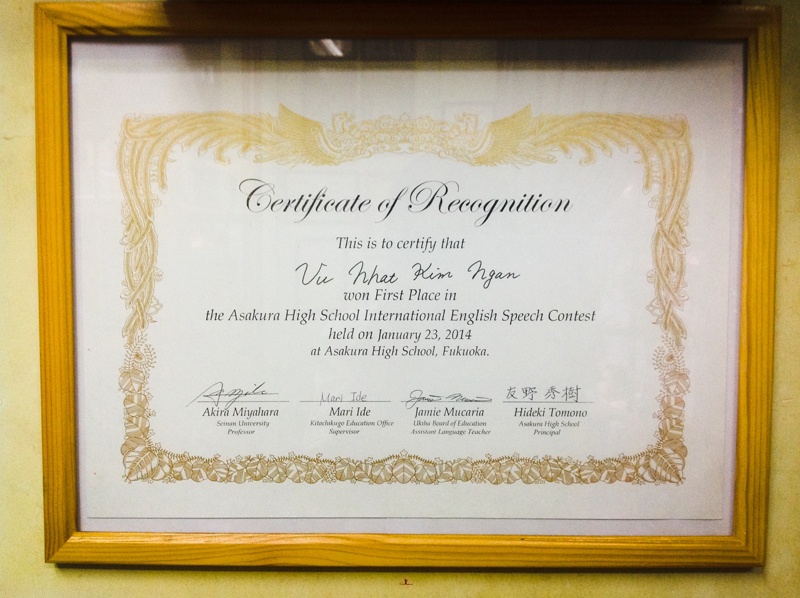 Certificate of Recognition
This is to certify that
Vu Nhat Kim Ngan
won First Place in
the Asakura High School International English Speech Contest
held on January 23, 2014
at Asakura High School, Fukuoka.
Mari Ide 友野 秀樹
Akira Miyahara Mari Ide Jamie Mucaria Hideki Tomono
Seinan University Kitachikugo Education Office Ukiha Board of Education Asakura High School
Professor Supervisor Assistant Language Teacher Principal